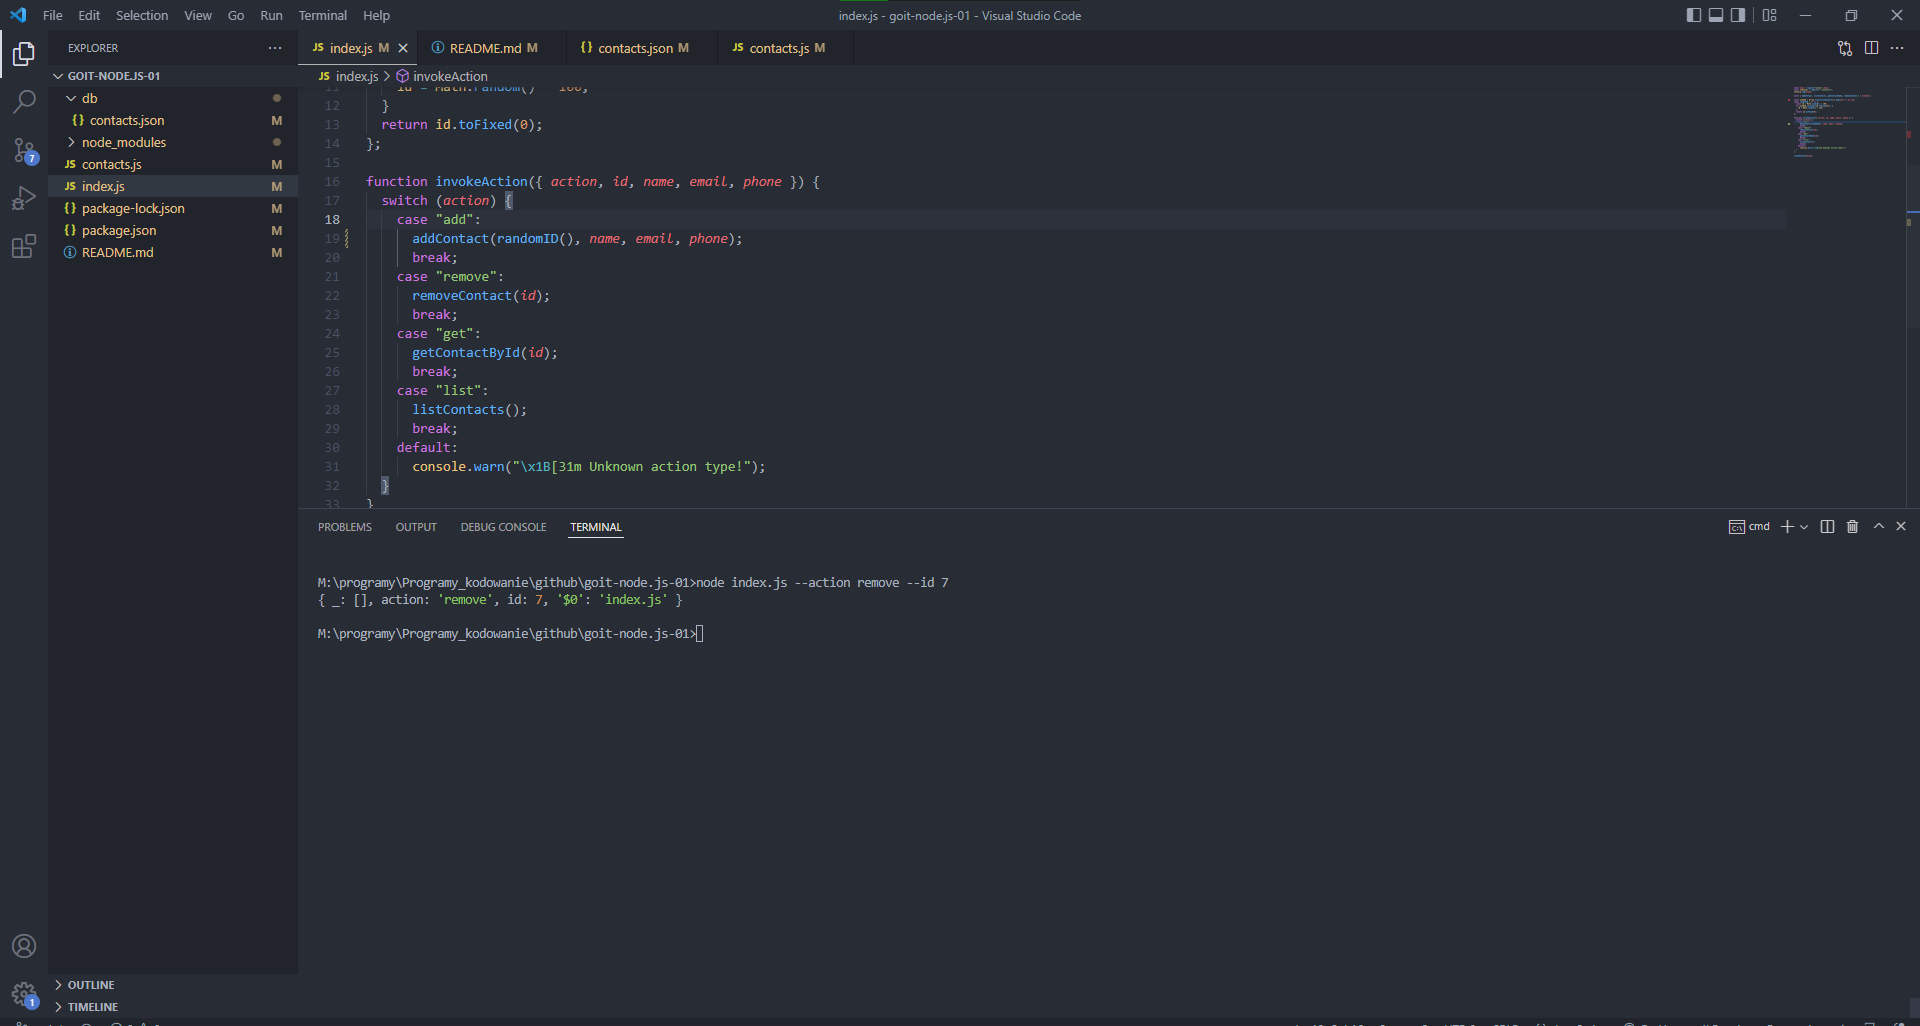 File Edit Selection View Go Run Terminal Help
index.js - goit-node.js-01 - Visual Studio Code
EXPLORER
GOIT-NODE.JS-01
db
{} contacts.json M
node_modules
JS contacts.js M
JS index.js M
{} package-lock.json M
{} package.json M
README.md M
7
1
OUTLINE
TIMELINE
JS index.js M
README.md M
{} contacts.json M
JS contacts.js M
JS index.js > invokeAction
12 }
13 return id.toFixed(0);
14 };
15
16 function invokeAction({ action, id, name, email, phone }) {
17 switch (action) {
18 case "add":
19 addContact(randomID(), name, email, phone);
20 break;
21 case "remove":
22 removeContact(id);
23 break;
24 case "get":
25 getContactById(id);
26 break;
27 case "list":
28 listContacts();
29 break;
30 default:
31 console.warn("\x1B[31m Unknown action type!");
32 }
33 }
PROBLEMS OUTPUT DEBUG CONSOLE TERMINAL
cmd
M:\programy\Programy_kodowanie\github\goit-node.js-01>node index.js --action remove --id 7
{ _: [], action: 'remove', id: 7, '$0': 'index.js' }
M:\programy\Programy_kodowanie\github\goit-node.js-01>